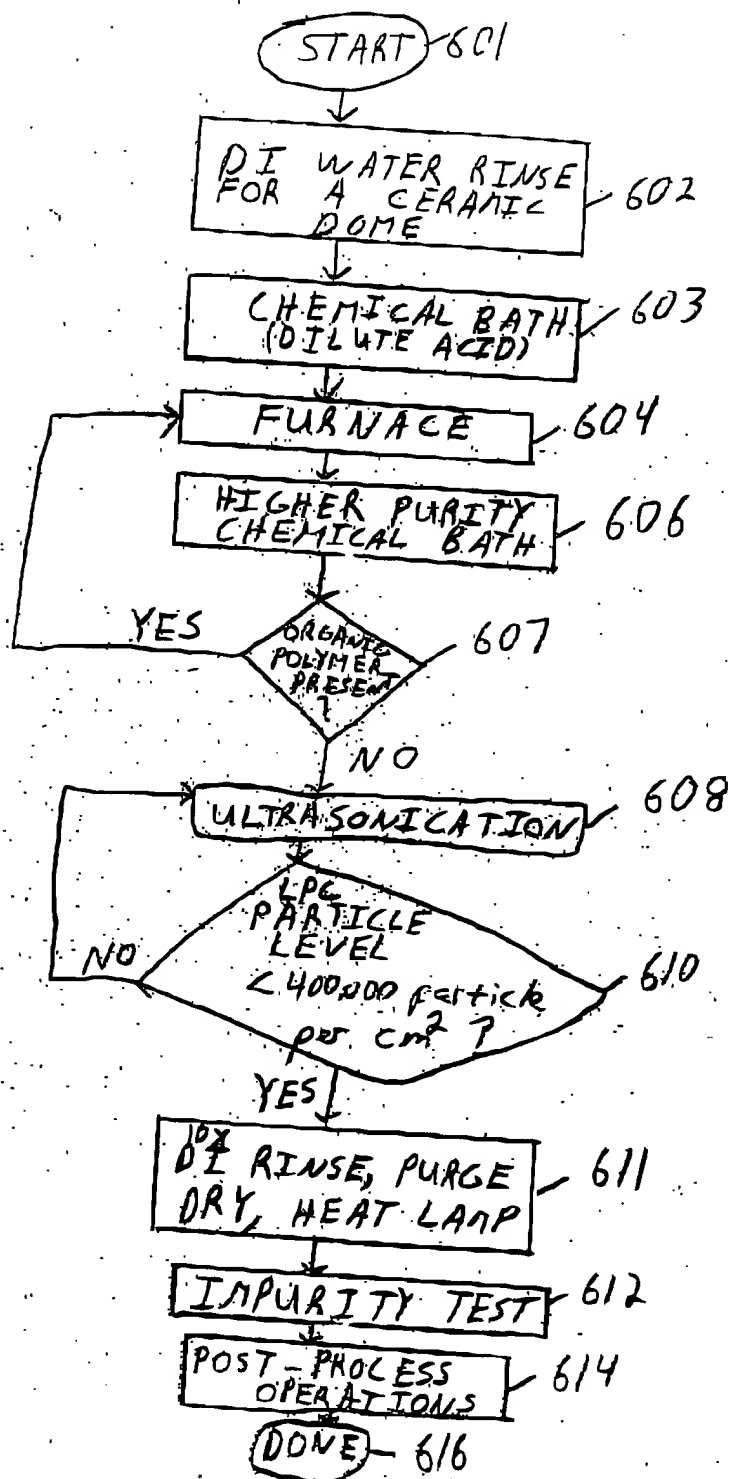 START 601
DI WATER RINSE
FOR A CERAMIC
DOME
602
CHEMICAL BATH
(DILUTE ACID)
603
FURNACE 604
HIGHER PURITY
CHEMICAL BATH
606
YES
ORGANIC
POLYMER
PRESENT
?
607
NO
ULTRASONICATION 608
LPC
PARTICLE
LEVEL
< 400,000 particle
per cm² ?
NO
610
YES
10X
DI RINSE, PURGE
DRY, HEAT LAMP
611
IMPURITY TEST 612
POST-PROCESS
OPERATIONS
614
DONE 616